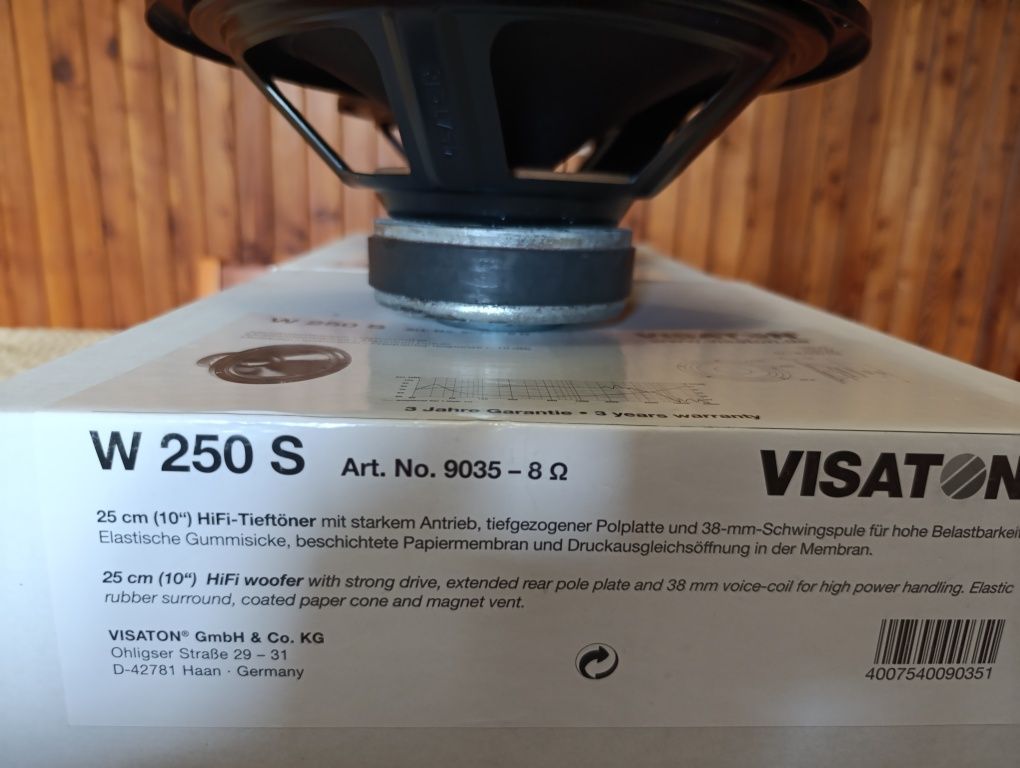 W 250 S
VISATON
3 Jahre Garantie • 3 years warranty
W 250 S Art. No. 9035 – 8 Ω VISATON
25 cm (10“) HiFi-Tieftöner mit starkem Antrieb, tiefgezogener Polplatte und 38-mm-Schwingspule für hohe Belastbarkeit
Elastische Gummisicke, beschichtete Papiermembran und Druckausgleichsöffnung in der Membran.
25 cm (10“) HiFi woofer with strong drive, extended rear pole plate and 38 mm voice-coil for high power handling. Elastic
rubber surround, coated paper cone and magnet vent.
VISATON® GmbH & Co. KG
Ohligser Straße 29 – 31
D-42781 Haan · Germany
4007540090351